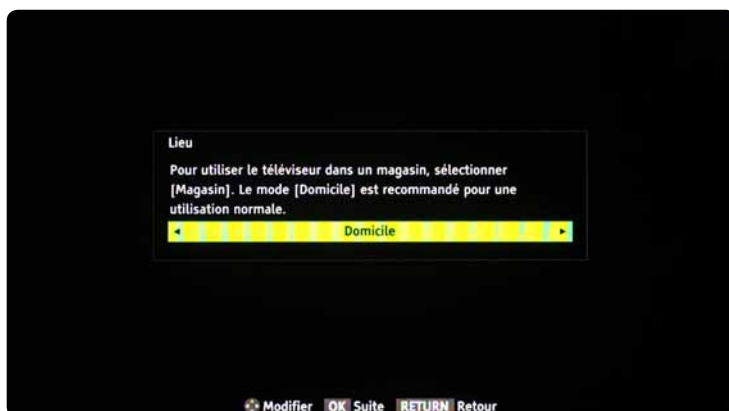 Lieu
Pour utiliser le téléviseur dans un magasin, sélectionner
[Magasin]. Le mode [Domicile] est recommandé pour une
utilisation normale.
Domicile
Modifier OK Suite RETURN Retour